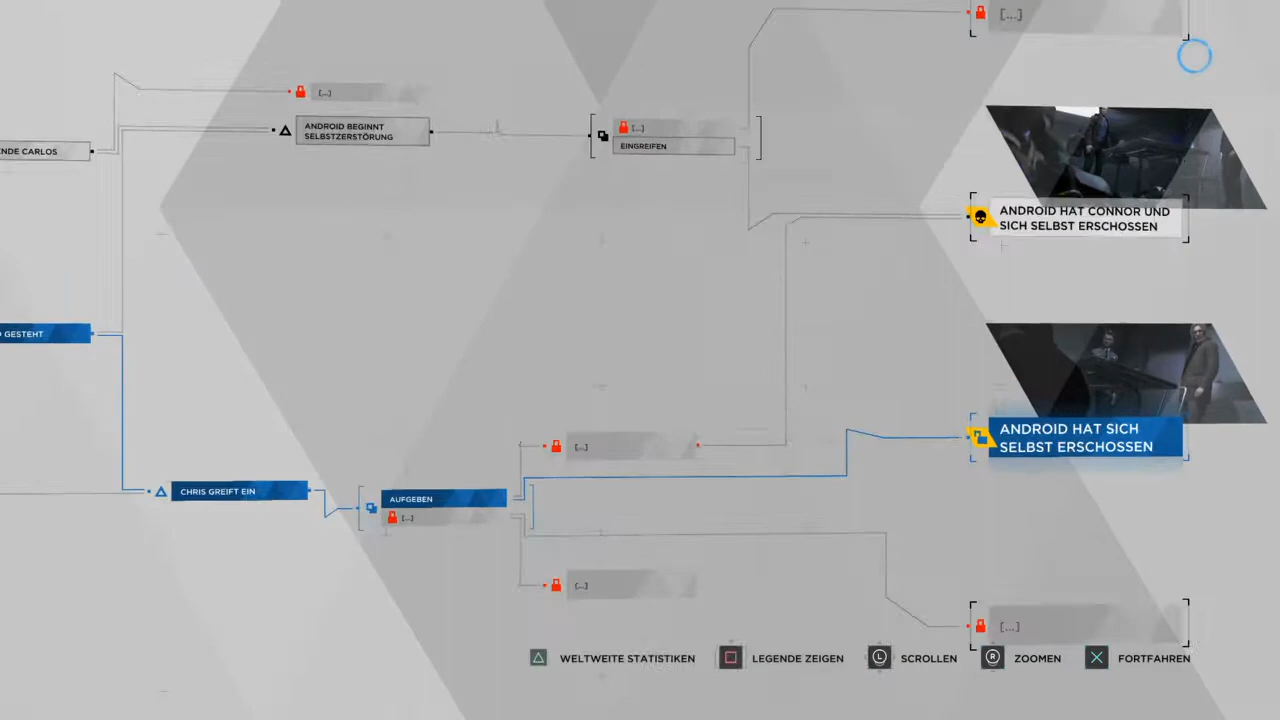 [...]
[...]
ANDROID BEGINNT
SELBSTZERSTÖRUNG
[...]
EINGREIFEN
ENDE CARLOS
ANDROID HAT CONNOR UND
SICH SELBST ERSCHOSSEN
GESTEHT
ANDROID HAT SICH
SELBST ERSCHOSSEN
[...]
CHRIS GREIFT EIN
AUFGEBEN
[...]
[...]
[...]
WELTWEITE STATISTIKEN
LEGENDE ZEIGEN
L
SCROLLEN
R
ZOOMEN
FORTFAHREN